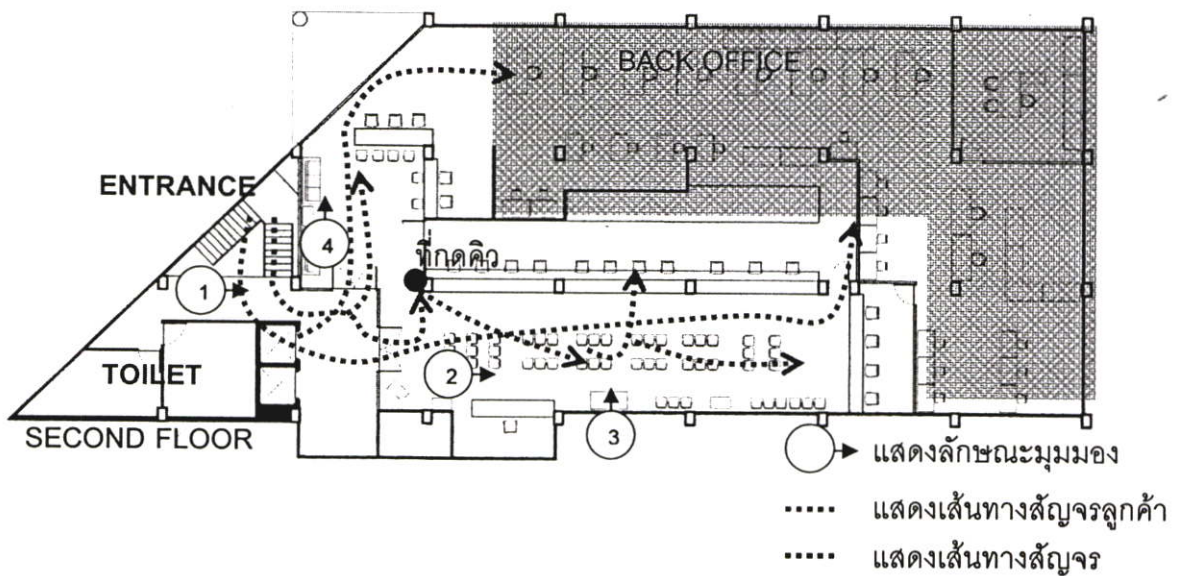 BACK OFFICE
ENTRANCE
4
ที่กดคิว
1
2
TOILET
3
SECOND FLOOR
แสดงลักษณะมุมมอง
แสดงเส้นทางสัญจรลูกค้า
แสดงเส้นทางสัญจร